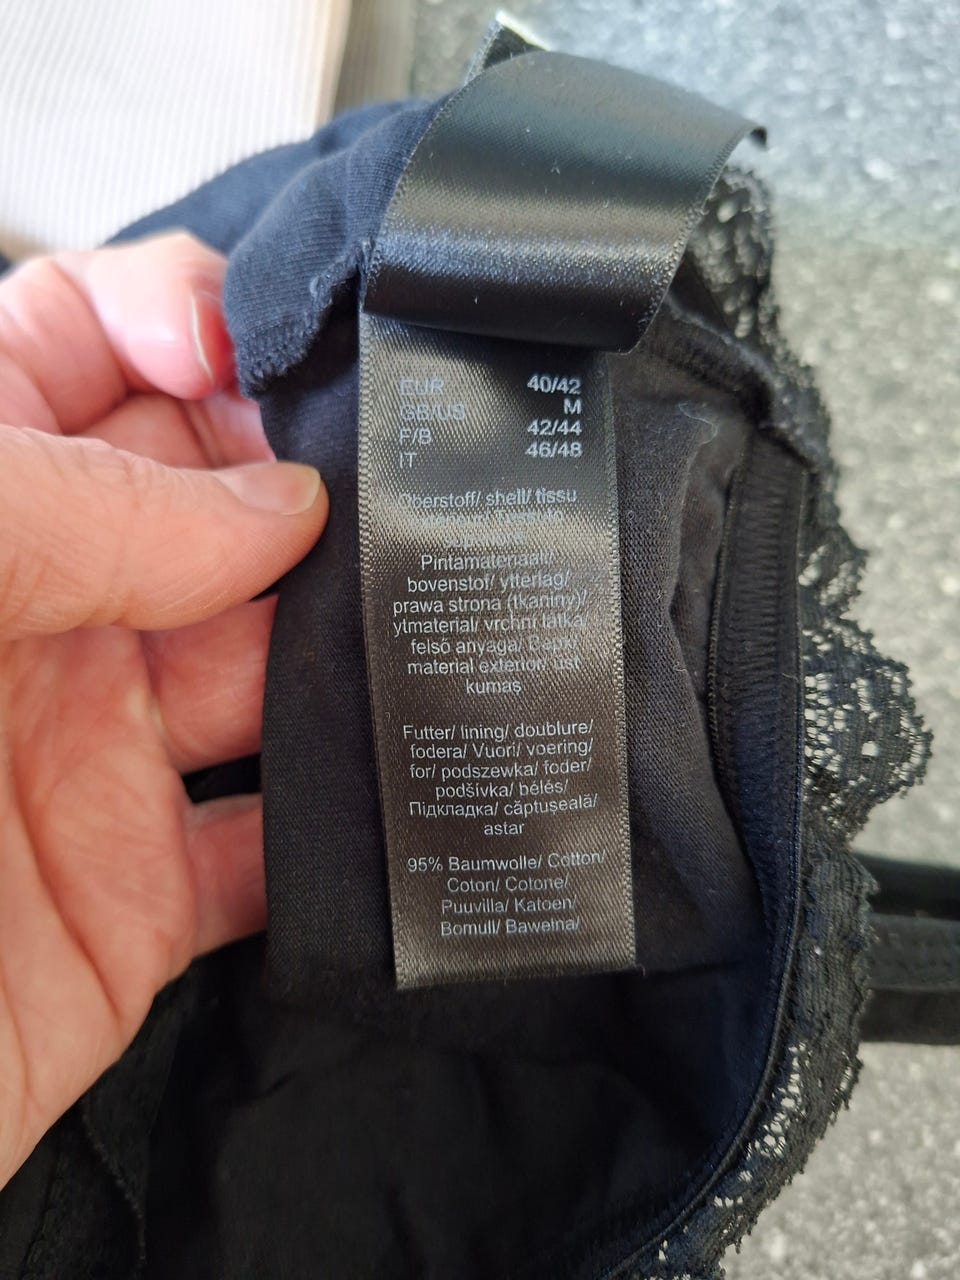 EUR 40/42
GB/US M
F/B 42/44
IT 46/48
Oberstoff/ shell/ tissu
Pintamateriaali/
bovenstof/ ytterlag/
prawa strona (tkaniny)/
ytmaterial/ vrchní látka/
felső anyaga/ Верх/
material exterior/ üst
kumaş
Futter/ lining/ doublure/
fodera/ Vuori/ voering/
for/ podszewka/ foder/
podšívka/ bélés/
Підкладка/ căptușeală/
astar
95% Baumwolle/ Cotton/
Coton/ Cotone/
Puuvilla/ Katoen/
Bomull/ Bawełna/